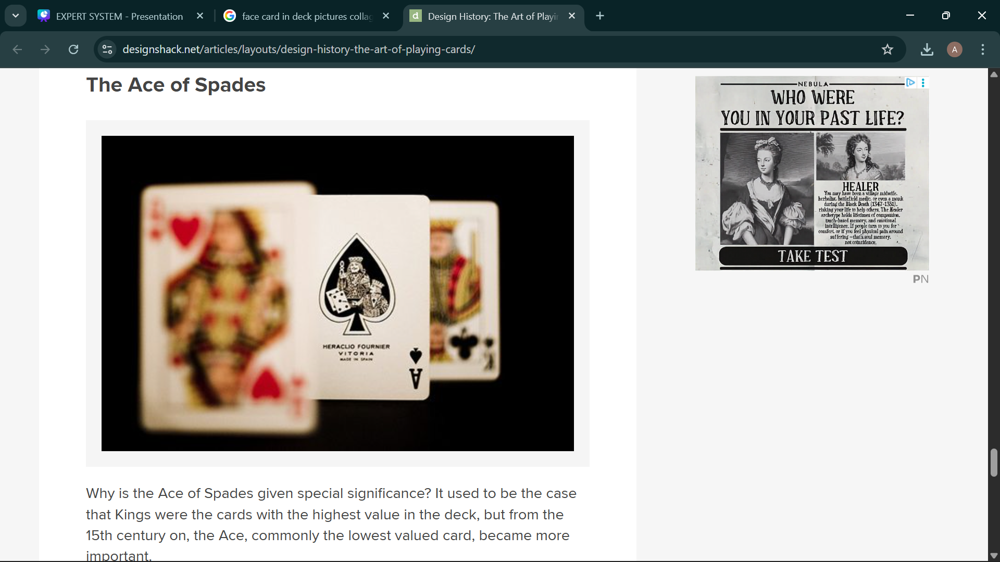 EXPERT SYSTEM - Presentation
face card in deck pictures collag
Design History: The Art of Playi
designshack.net/articles/layouts/design-history-the-art-of-playing-cards/
A
The Ace of Spades
HERACLIO FOURNIER
VITORIA
MADE IN SPAIN
A
K
Why is the Ace of Spades given special significance? It used to be the case
that Kings were the cards with the highest value in the deck, but from the
15th century on, the Ace, commonly the lowest valued card, became more
important.
NEBULA
WHO WERE
YOU IN YOUR PAST LIFE?
HEALER
You may have been a village midwife,
herbalist, battlefield medic, or even a monk
during the Black Death (1347-1351),
risking your life to help others. The Healer
archetype holds lifetimes of compassion,
touch-based memory, and emotional
intelligence. If people turn to you for
comfort, or if you feel physical pain around
suffering - that's soul memory,
not coincidence.
TAKE TEST
PN